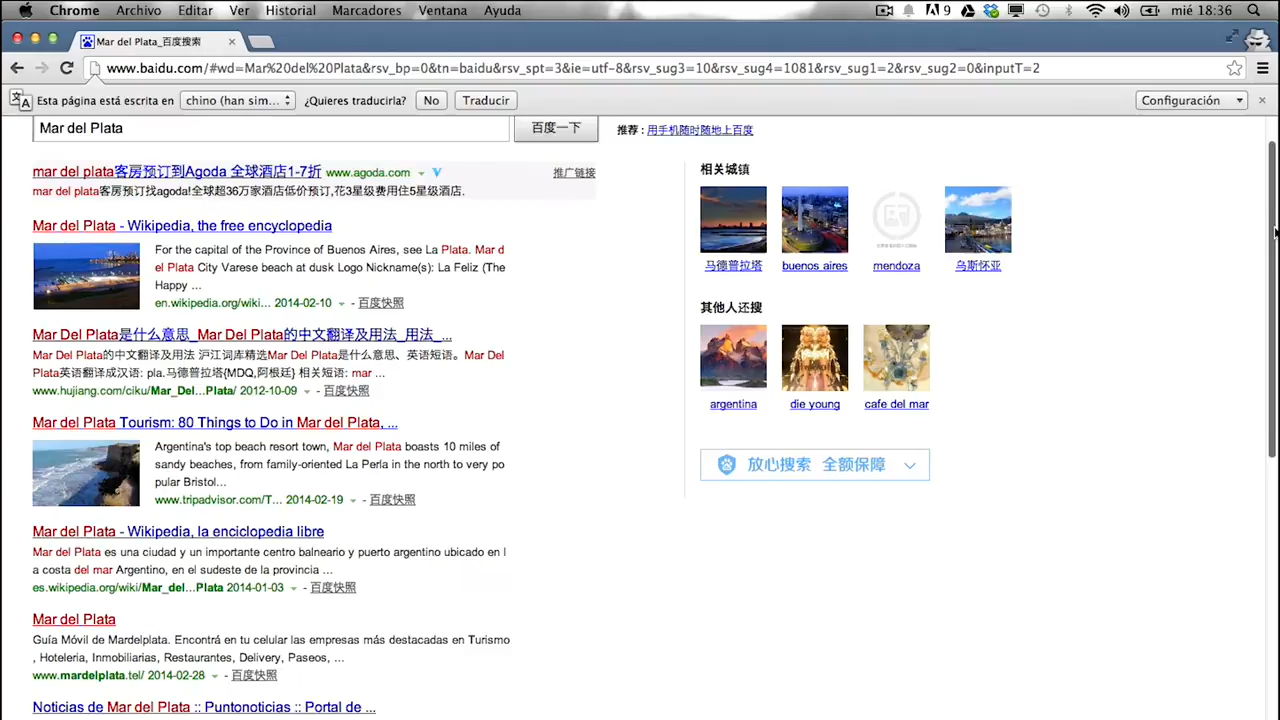 Chrome Archivo Editar Ver Historial Marcadores Ventana Ayuda 9 mié 18:36
Mar del Plata_百度搜索
www.baidu.com/#wd=Mar%20del%20Plata&rsv_bp=0&tn=baidu&rsv_spt=3&ie=utf-8&rsv_sug3=10&rsv_sug4=1081&rsv_sug1=2&rsv_sug2=0&inputT=2
Esta página está escrita en chino (han sim... ¿Quieres traducirla? No Traducir Configuración
Mar del Plata 百度一下 推荐 : 用手机随时随地上百度
mar del plata客房预订到Agoda 全球酒店1-7折 www.agoda.com 推广链接
mar del plata客房预订找agoda!全球超36万家酒店低价预订,花3星级费用住5星级酒店.
Mar del Plata - Wikipedia, the free encyclopedia
For the capital of the Province of Buenos Aires, see La Plata. Mar d
el Plata City Varese beach at dusk Logo Nickname(s): La Feliz (The
Happy ...
en.wikipedia.org/wiki... 2014-02-10 - 百度快照
Mar Del Plata是什么意思_Mar Del Plata的中文翻译及用法_用法_...
Mar Del Plata的中文翻译及用法 沪江词库精选Mar Del Plata是什么意思、英语短语。Mar Del
Plata英语翻译成汉语: pla.马德普拉塔{MDQ,阿根廷} 相关短语: mar ...
www.hujiang.com/ciku/Mar_Del...Plata/ 2012-10-09 - 百度快照
Mar del Plata Tourism: 80 Things to Do in Mar del Plata, ...
Argentina's top beach resort town, Mar del Plata boasts 10 miles of
sandy beaches, from family-oriented La Perla in the north to very po
pular Bristol...
www.tripadvisor.com/T... 2014-02-19 - 百度快照
Mar del Plata - Wikipedia, la enciclopedia libre
Mar del Plata es una ciudad y un importante centro balneario y puerto argentino ubicado en l
a costa del mar Argentino, en el sudeste de la provincia ...
es.wikipedia.org/wiki/Mar_del...Plata 2014-01-03 - 百度快照
Mar del Plata
Guía Móvil de Mardelplata. Encontrá en tu celular las empresas más destacadas en Turismo
, Hoteleria, Inmobiliarias, Restaurantes, Delivery, Paseos, ...
www.mardelplata.tel/ 2014-02-28 - 百度快照
Noticias de Mar del Plata :: Puntonoticias :: Portal de ...
相关城镇
马德普拉塔 buenos aires mendoza 乌斯怀亚
其他人还搜
argentina die young cafe del mar
放心搜索 全额保障